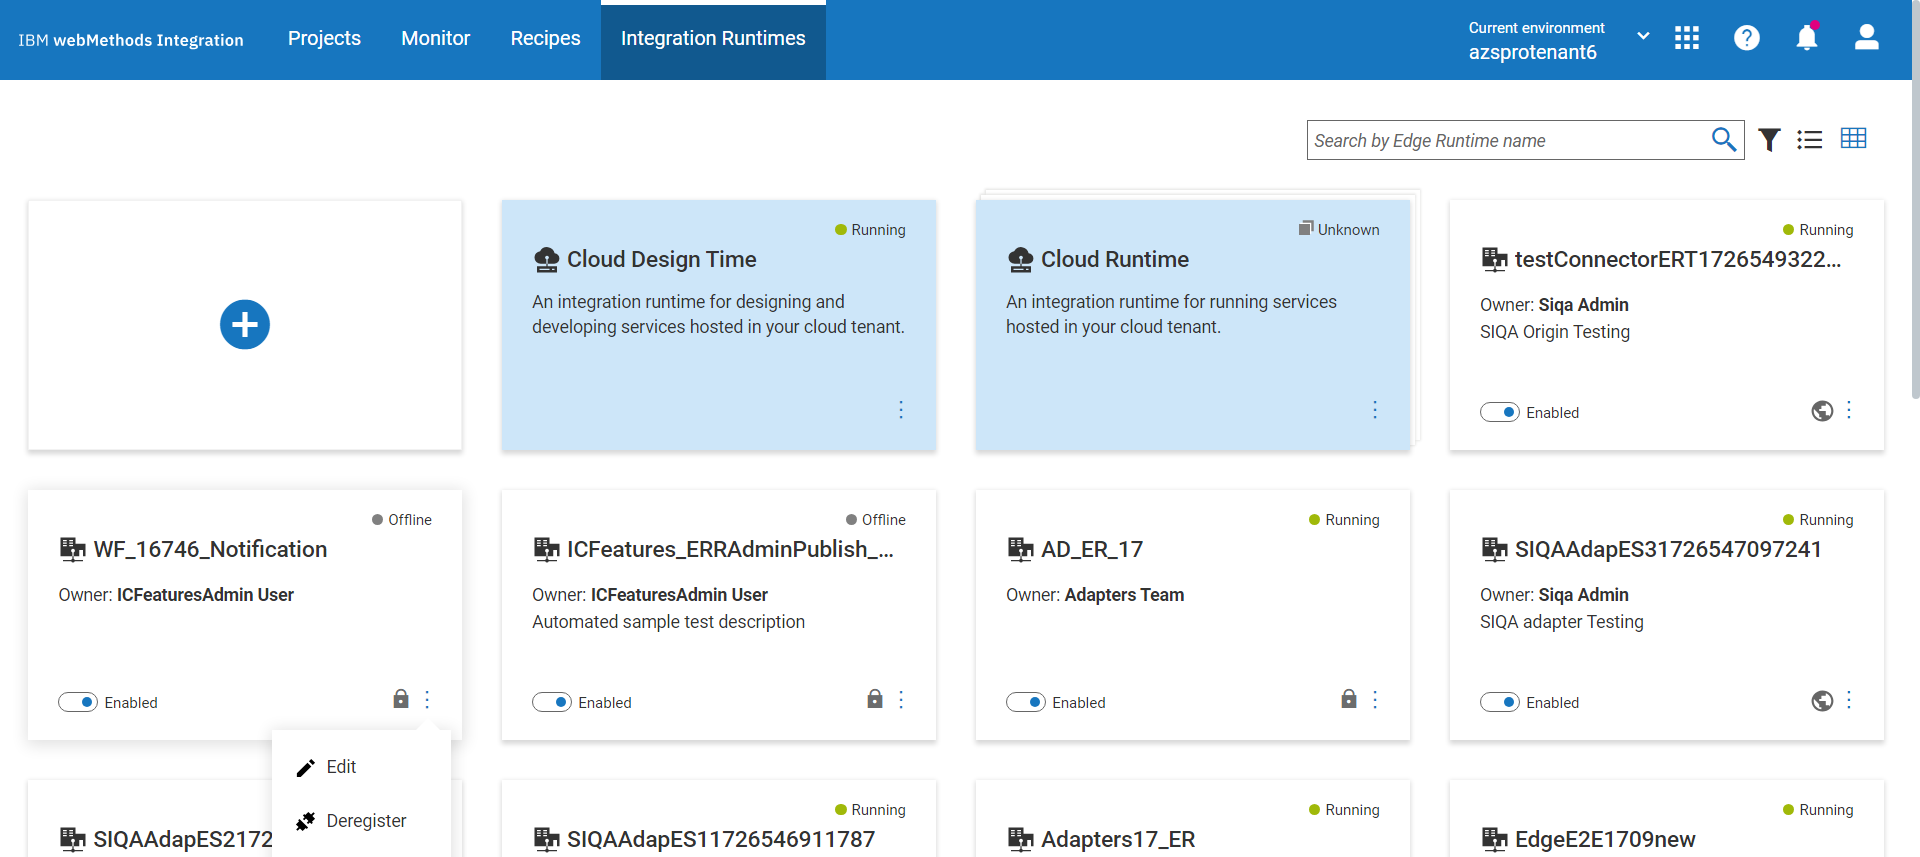 IBM webMethods Integration
Projects
Monitor
Recipes
Integration Runtimes
Current environment
azsprotenant6
Search by Edge Runtime name
Running
Cloud Design Time
An integration runtime for designing and
developing services hosted in your cloud tenant.
Unknown
Cloud Runtime
An integration runtime for running services
hosted in your cloud tenant.
Running
testConnectorERT1726549322...
Owner: Siqa Admin
SIQA Origin Testing
Enabled
Offline
WF_16746_Notification
Owner: ICFeaturesAdmin User
Enabled
Offline
ICFeatures_ERRAdminPublish_...
Owner: ICFeaturesAdmin User
Automated sample test description
Enabled
Running
AD_ER_17
Owner: Adapters Team
Enabled
Running
SIQAAdapES31726547097241
Owner: Siqa Admin
SIQA adapter Testing
Enabled
Edit
Deregister
SIQAAdapES2172
Running
SIQAAdapES11726546911787
Running
Adapters17_ER
Running
EdgeE2E1709new